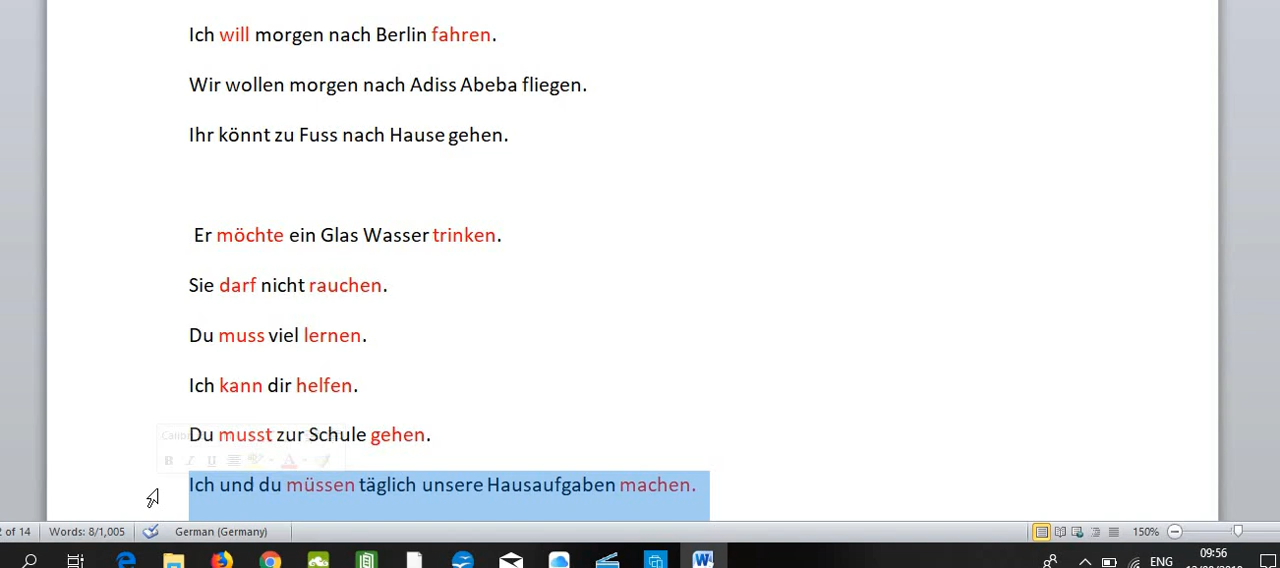 Ich will morgen nach Berlin fahren.
Wir wollen morgen nach Adiss Abeba fliegen.
Ihr könnt zu Fuss nach Hause gehen.
Er möchte ein Glas Wasser trinken.
Sie darf nicht rauchen.
Du muss viel lernen.
Ich kann dir helfen.
Du musst zur Schule gehen.
Ich und du müssen täglich unsere Hausaufgaben machen.
of 14 Words: 8/1,005 German (Germany) 150%
ENG 09:56